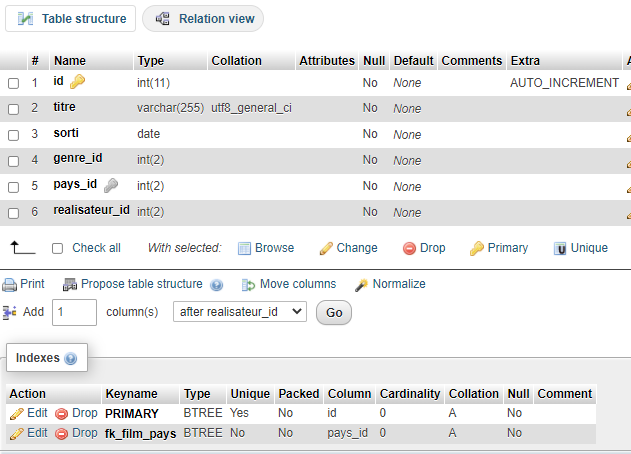 Table structure Relation view
# Name Type Collation Attributes Null Default Comments Extra
1 id int(11) No None AUTO_INCREMENT
2 titre varchar(255) utf8_general_ci No None
3 sorti date No None
4 genre_id int(2) No None
5 pays_id int(2) No None
6 realisateur_id int(2) No None
Check all With selected: Browse Change Drop Primary Unique
Print Propose table structure Move columns Normalize
Add 1 column(s) after realisateur_id Go
Indexes
Action Keyname Type Unique Packed Column Cardinality Collation Null Comment
Edit Drop PRIMARY BTREE Yes No id 0 A No
Edit Drop fk_film_pays BTREE No No pays_id 0 A No